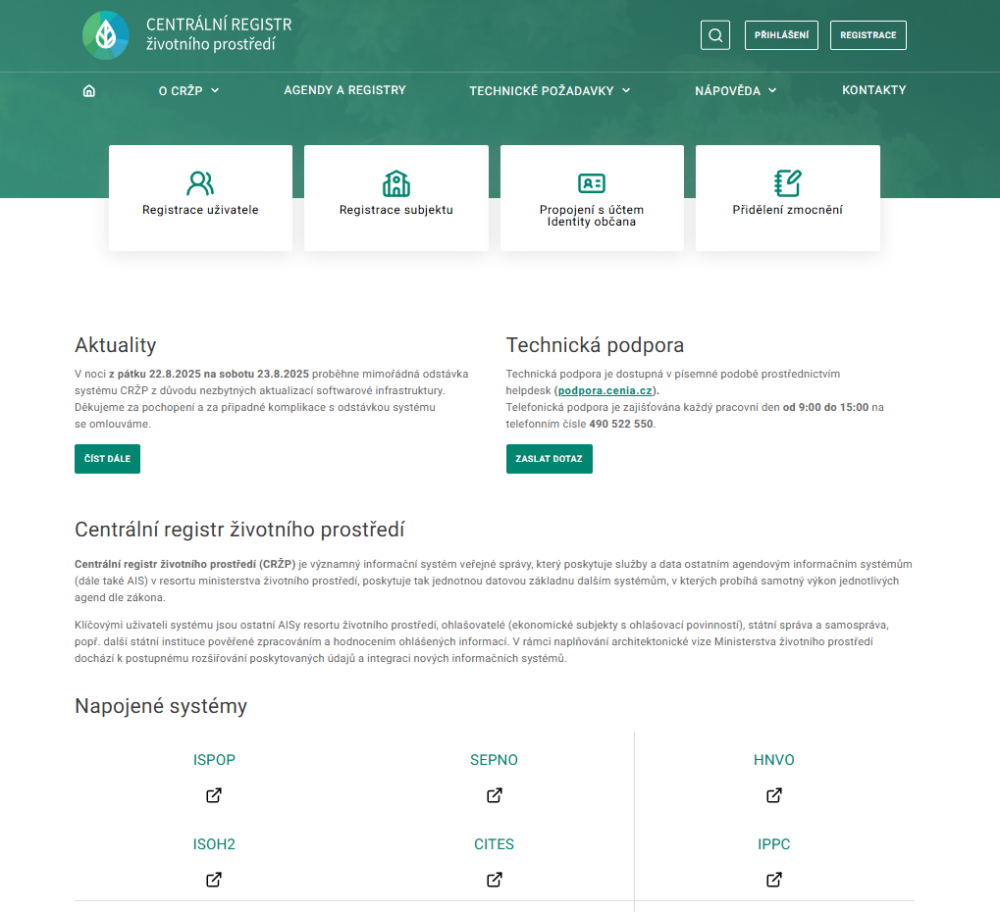 CENTRÁLNÍ REGISTR
životního prostředí
PŘIHLÁŠENÍ
REGISTRACE
O CRŽP
AGENDY A REGISTRY
TECHNICKÉ POŽADAVKY
NÁPOVĚDA
KONTAKTY
Registrace uživatele
Registrace subjektu
Propojení s účtem
Identity občana
Přidělení zmocnění
Aktuality
V noci z pátku 22.8.2025 na sobotu 23.8.2025 proběhne mimořádná odstávka
systému CRŽP z důvodu nezbytných aktualizací softwarové infrastruktury.
Děkujeme za pochopení a za případné komplikace s odstávkou systému
se omlouváme.
ČÍST DÁLE
Technická podpora
Technická podpora je dostupná v písemné podobě prostřednictvím
helpdesk (podpora.cenia.cz).
Telefonická podpora je zajišťována každý pracovní den od 9:00 do 15:00 na
telefonním čísle 490 522 550.
ZASLAT DOTAZ
Centrální registr životního prostředí
Centrální registr životního prostředí (CRŽP) je významný informační systém veřejné správy, který poskytuje služby a data ostatním agendovým informačním systémům
(dále také AIS) v resortu ministerstva životního prostředí, poskytuje tak jednotnou datovou základnu dalším systémům, v kterých probíhá samotný výkon jednotlivých
agend dle zákona.
Klíčovými uživateli systému jsou ostatní AISy resortu životního prostředí, ohlašovatelé (ekonomické subjekty s ohlašovací povinností), státní správa a samospráva,
popř. další státní instituce pověřené zpracováním a hodnocením ohlášených informací. V rámci naplňování architektonické vize Ministerstva životního prostředí
dochází k postupnému rozšiřování poskytovaných údajů a integraci nových informačních systémů.
Napojené systémy
ISPOP
SEPNO
HNVO
ISOH2
CITES
IPPC